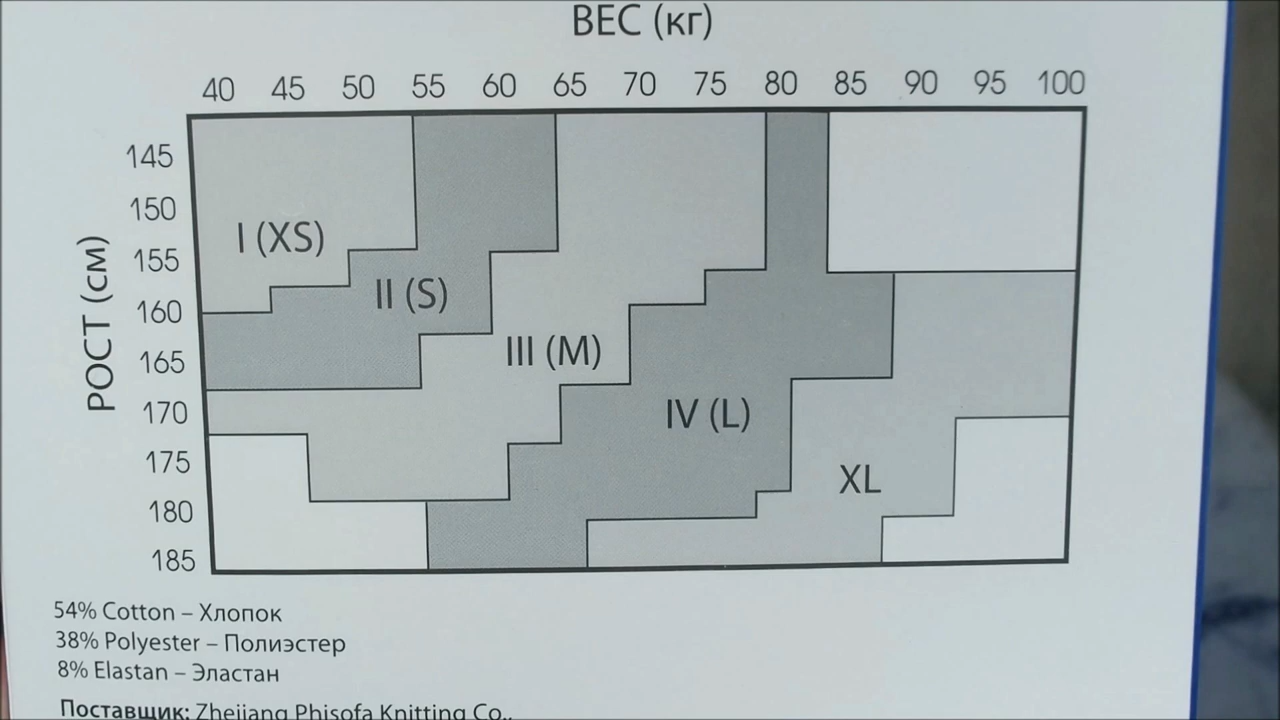 ВЕС (кг)
40 45 50 55 60 65 70 75 80 85 90 95 100
РОСТ (см)
145
150
I (XS)
155
II (S)
160
III (M)
165
IV (L)
170
175
XL
180
185
54% Cotton – Хлопок
38% Polyester – Полиэстер
8% Elastan – Эластан
Поставщик: Zhejiang Phisofa Knitting Co.,